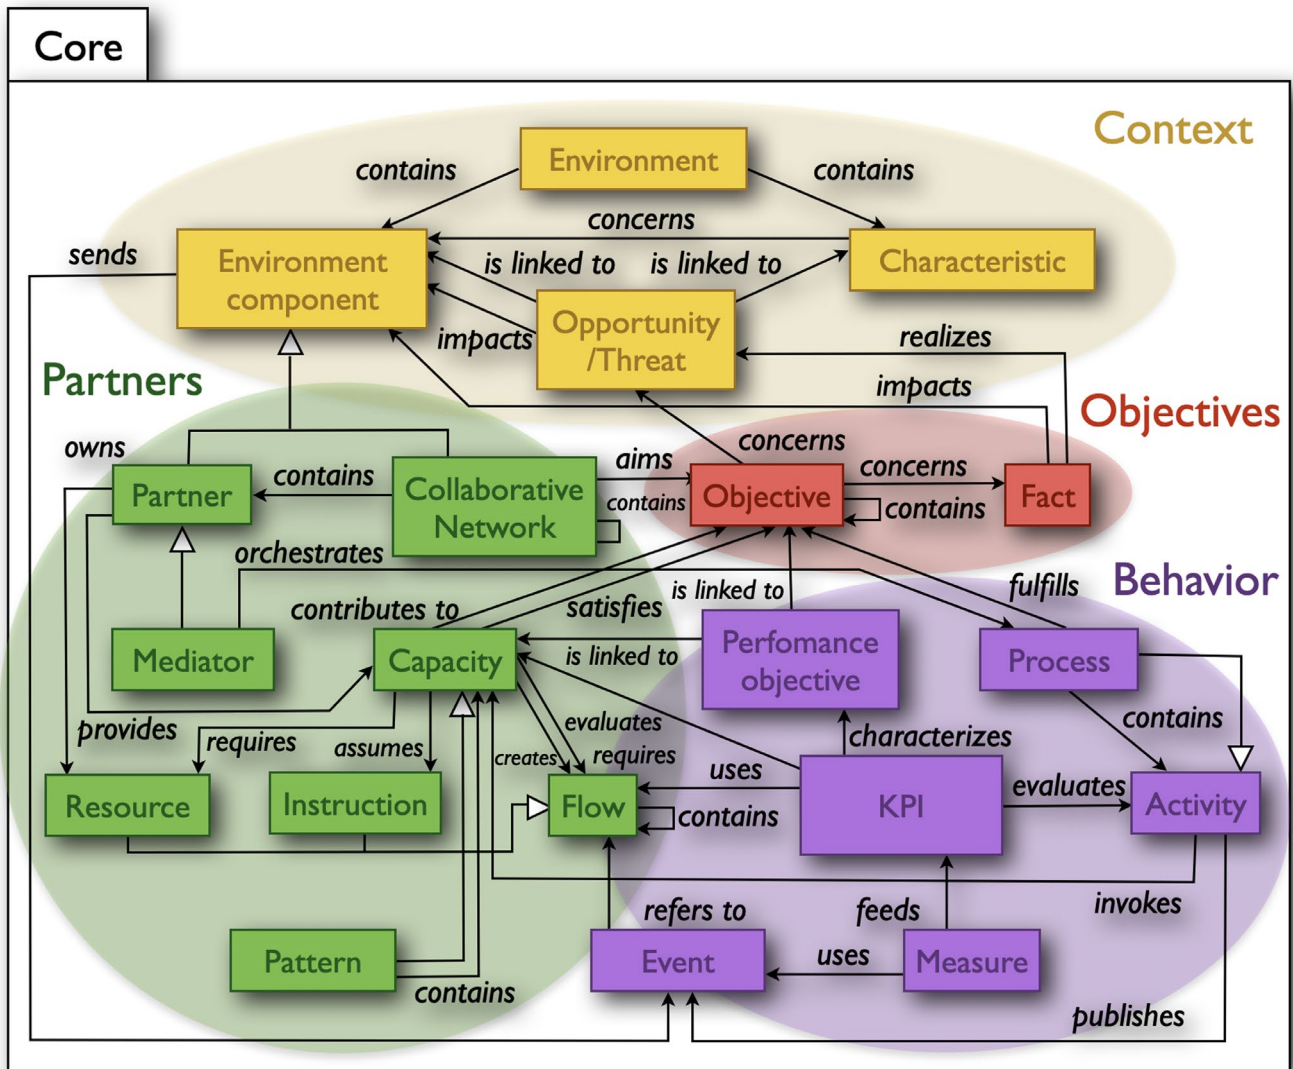 Core
Context
Environment
contains
contains
concerns
sends
Environment
component
is linked to
is linked to
Characteristic
Opportunity
/Threat
impacts
realizes
Partners
impacts
Objectives
owns
concerns
aims
concerns
Partner
contains
Collaborative
Network
contains
Objective
contains
Fact
orchestrates
Behavior
is linked to
fulfills
contributes to
satisfies
Mediator
Capacity
is linked to
Perfomance
objective
Process
provides
requires
assumes
evaluates
creates
requires
characterizes
contains
Resource
Instruction
Flow
uses
contains
KPI
evaluates
Activity
invokes
refers to
feeds
Pattern
contains
Event
uses
Measure
publishes